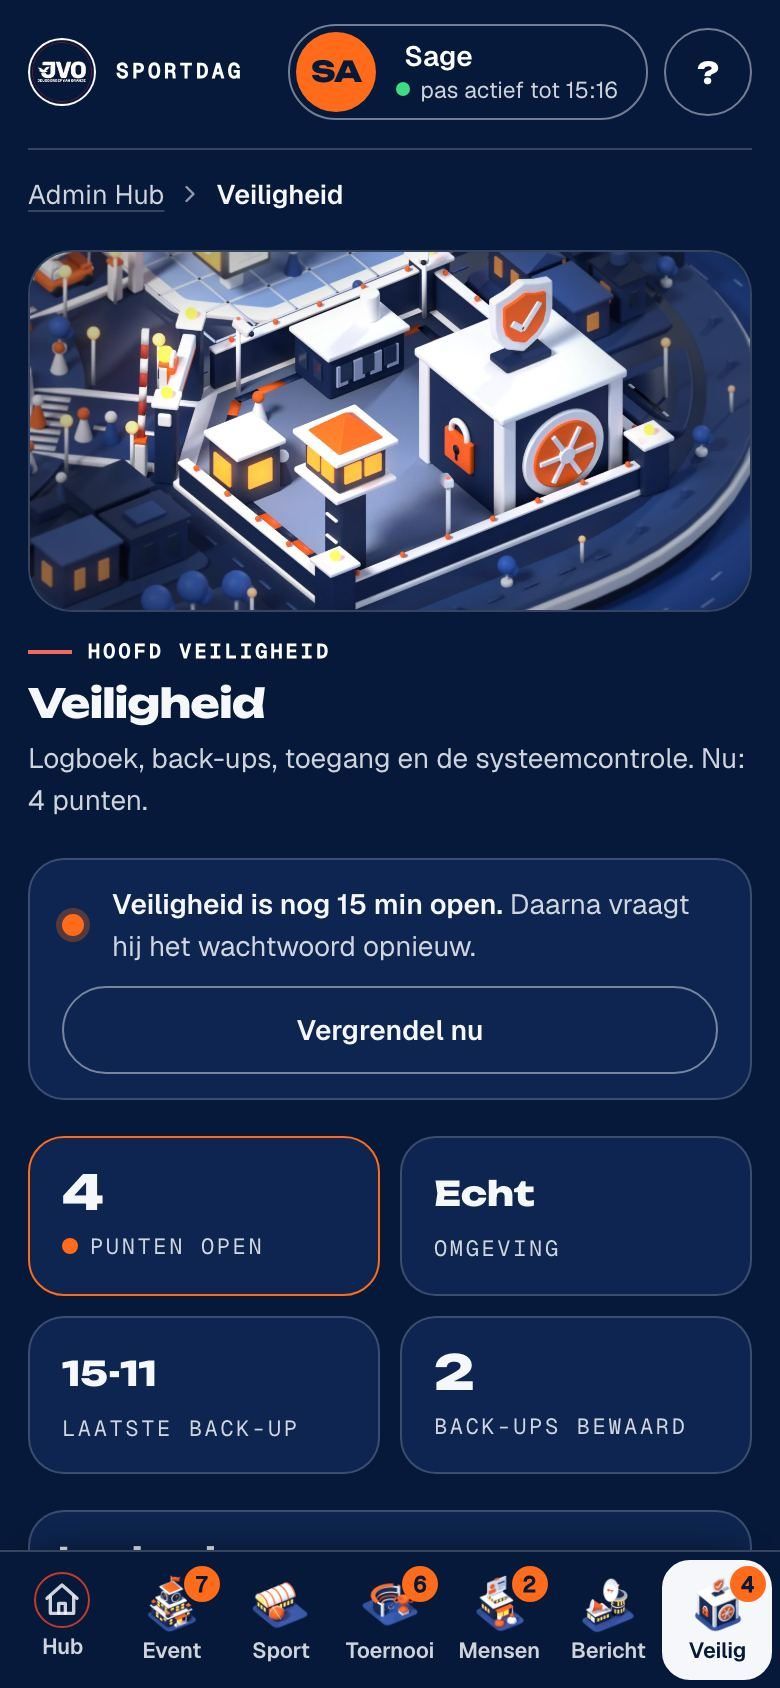 JVO
SPORTDAG
SA
Sage
pas actief tot 15:16
?
Admin Hub > Veiligheid
HOOFD VEILIGHEID
Veiligheid
Logboek, back-ups, toegang en de systeemcontrole. Nu:
4 punten.
Veiligheid is nog 15 min open. Daarna vraagt
hij het wachtwoord opnieuw.
Vergrendel nu
4
PUNTEN OPEN
Echt
OMGEVING
15-11
LAATSTE BACK-UP
2
BACK-UPS BEWAARD
Hub
7
Event
Sport
6
Toernooi
2
Mensen
Bericht
4
Veilig